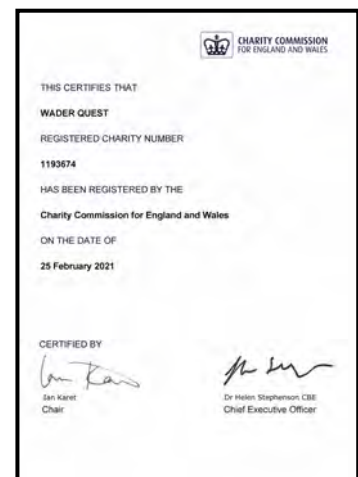 CHARITY COMMISSION
FOR ENGLAND AND WALES
THIS CERTIFIES THAT
WADER QUEST
REGISTERED CHARITY NUMBER
1193674
HAS BEEN REGISTERED BY THE
Charity Commission for England and Wales
ON THE DATE OF
25 February 2021
CERTIFIED BY
Ian Karet
Dr Helen Stephenson CBE
Chair
Chief Executive Officer